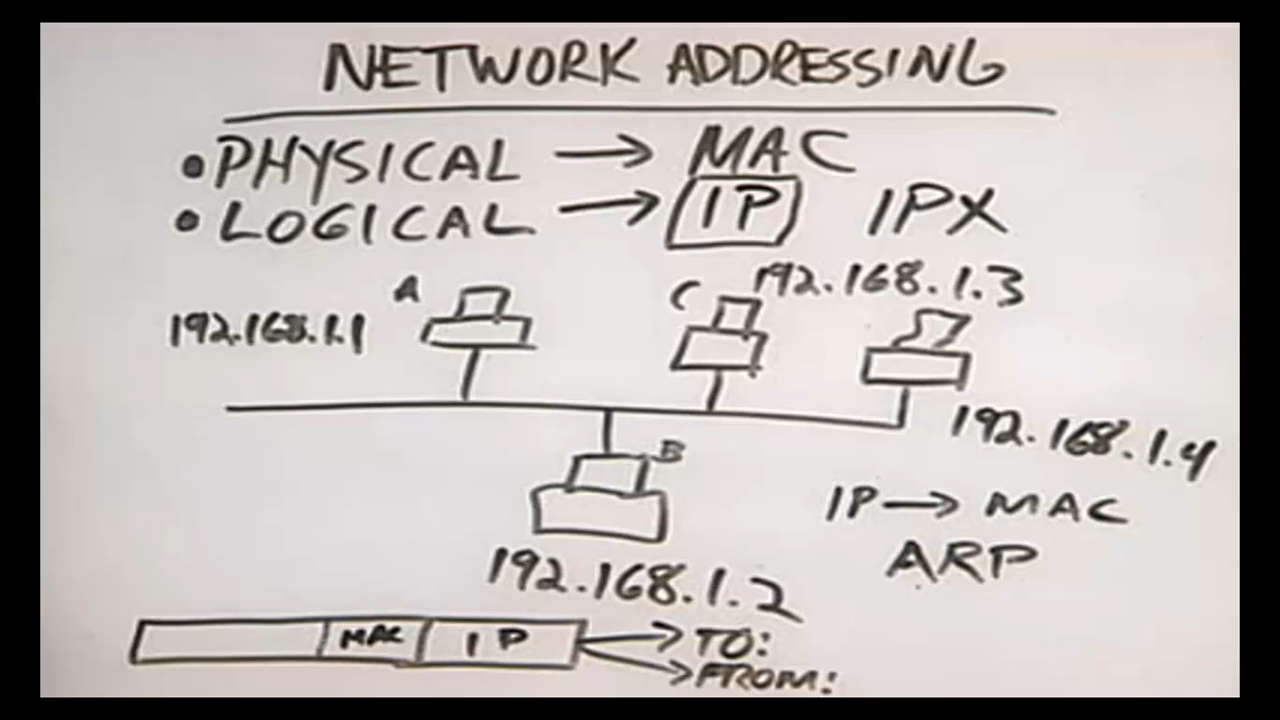 NETWORK ADDRESSING
• PHYSICAL → MAC
• LOGICAL → IP IPX
A
C
192.168.1.3
192.168.1.1
192.168.1.4
B
IP → MAC
ARP
192.168.1.2
MAC IP → TO:
→ FROM: